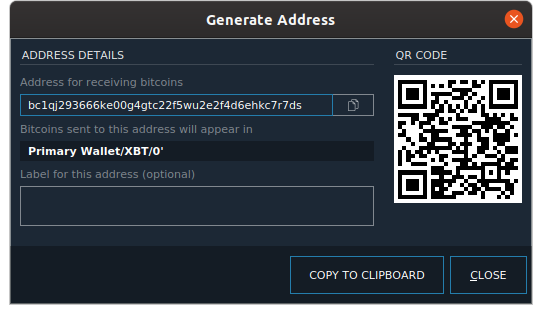 Generate Address
ADDRESS DETAILS
Address for receiving bitcoins
bc1qj293666ke00g4gtc22f5wu2e2f4d6ehkc7r7ds
Bitcoins sent to this address will appear in
Primary Wallet/XBT/0'
Label for this address (optional)
QR CODE
COPY TO CLIPBOARD
CLOSE